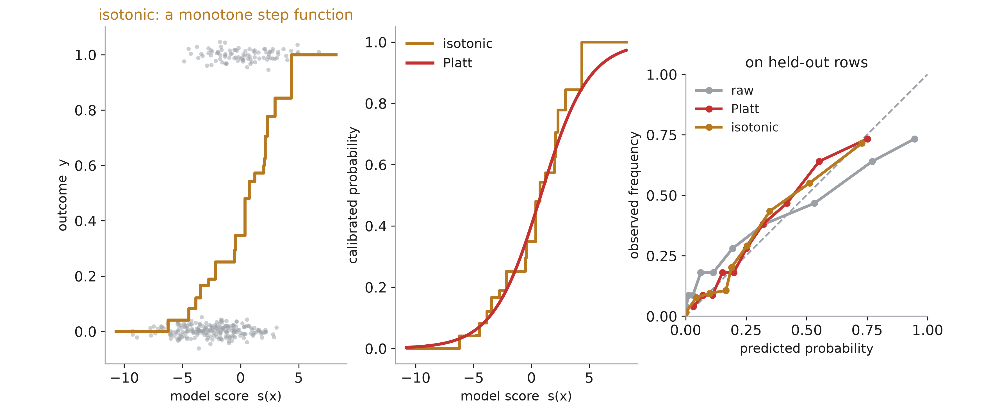 isotonic: a monotone step function
outcome y
1.0
0.8
0.6
0.4
0.2
0.0
−10 −5 0 5
model score s(x)
calibrated probability
1.0
0.8
0.6
0.4
0.2
0.0
isotonic
Platt
−10 −5 0 5
model score s(x)
on held-out rows
observed frequency
1.00
0.75
0.50
0.25
0.00
raw
Platt
isotonic
0.00 0.25 0.50 0.75 1.00
predicted probability